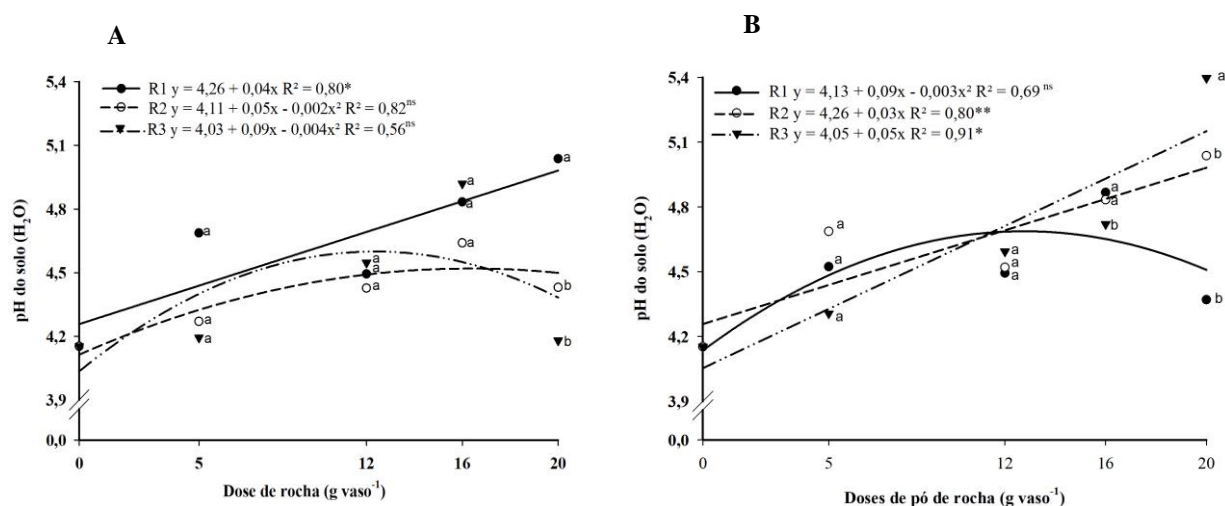 A
R1 y = 4,26 + 0,04x R² = 0,80*
R2 y = 4,11 + 0,05x - 0,002x² R² = 0,82ns
R3 y = 4,03 + 0,09x - 0,004x² R² = 0,56ns
5,4
5,1
4,8
4,5
4,2
3,9
0,0
pH do solo (H₂O)
a
a
a
a
a
a
a
a
a
a
b
b
0
5
12
16
20
Dose de rocha (g vaso⁻¹)
B
R1 y = 4,13 + 0,09x - 0,003x² R² = 0,69 ns
R2 y = 4,26 + 0,03x R² = 0,80**
R3 y = 4,05 + 0,05x R² = 0,91*
5,4
5,1
4,8
4,5
4,2
3,9
0,0
pH do solo (H₂O)
a
a
a
a
a
a
a
a
b
a
b
b
0
5
12
16
20
Doses de pó de rocha (g vaso⁻¹)